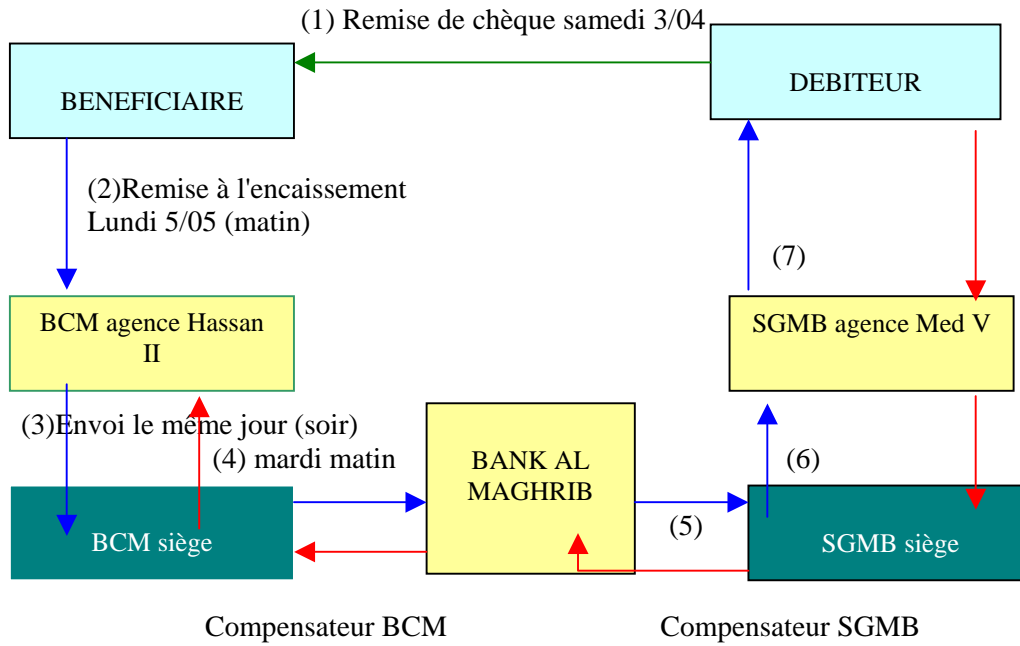 (1) Remise de chèque samedi 3/04
BENEFICIAIRE
DEBITEUR
(2)Remise à l'encaissement
Lundi 5/05 (matin)
(7)
BCM agence Hassan
II
SGMB agence Med V
(3)Envoi le même jour (soir)
(4) mardi matin
BANK AL
MAGHRIB
(6)
(5)
BCM siège
SGMB siège
Compensateur BCM
Compensateur SGMB